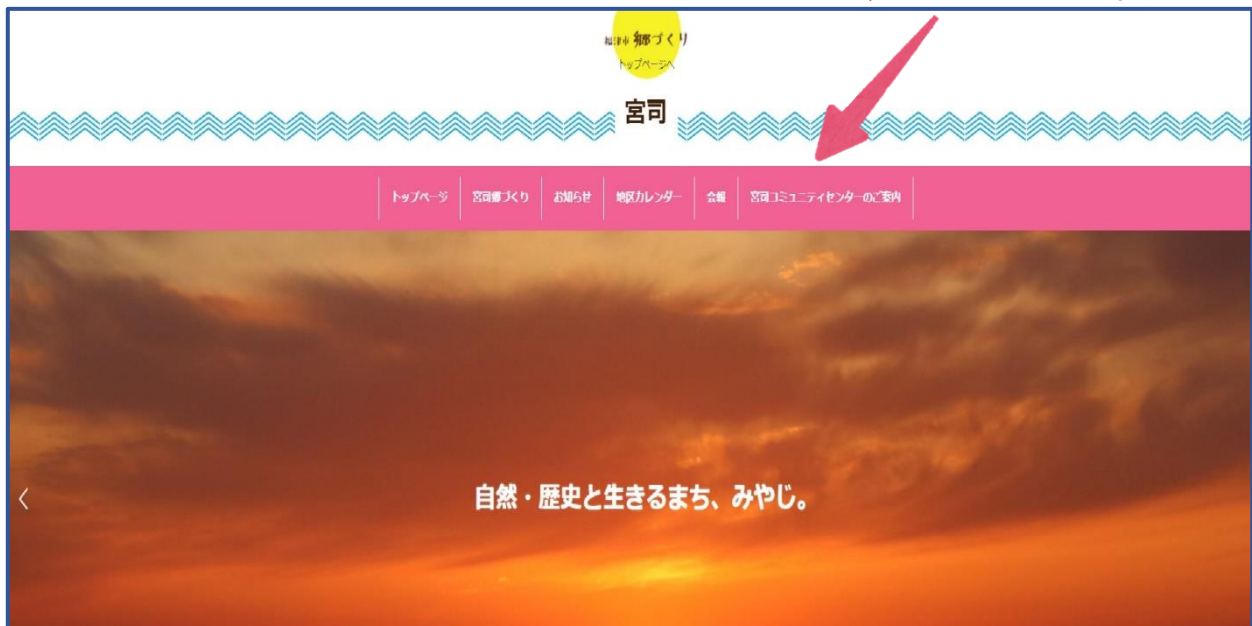 福津市 郷づくり
トップページへ
宮司
トップページ
宮司郷づくり
お知らせ
地区カレンダー
会報
宮司コミュニティセンターのご案内
自然・歴史と生きるまち、みやじ。